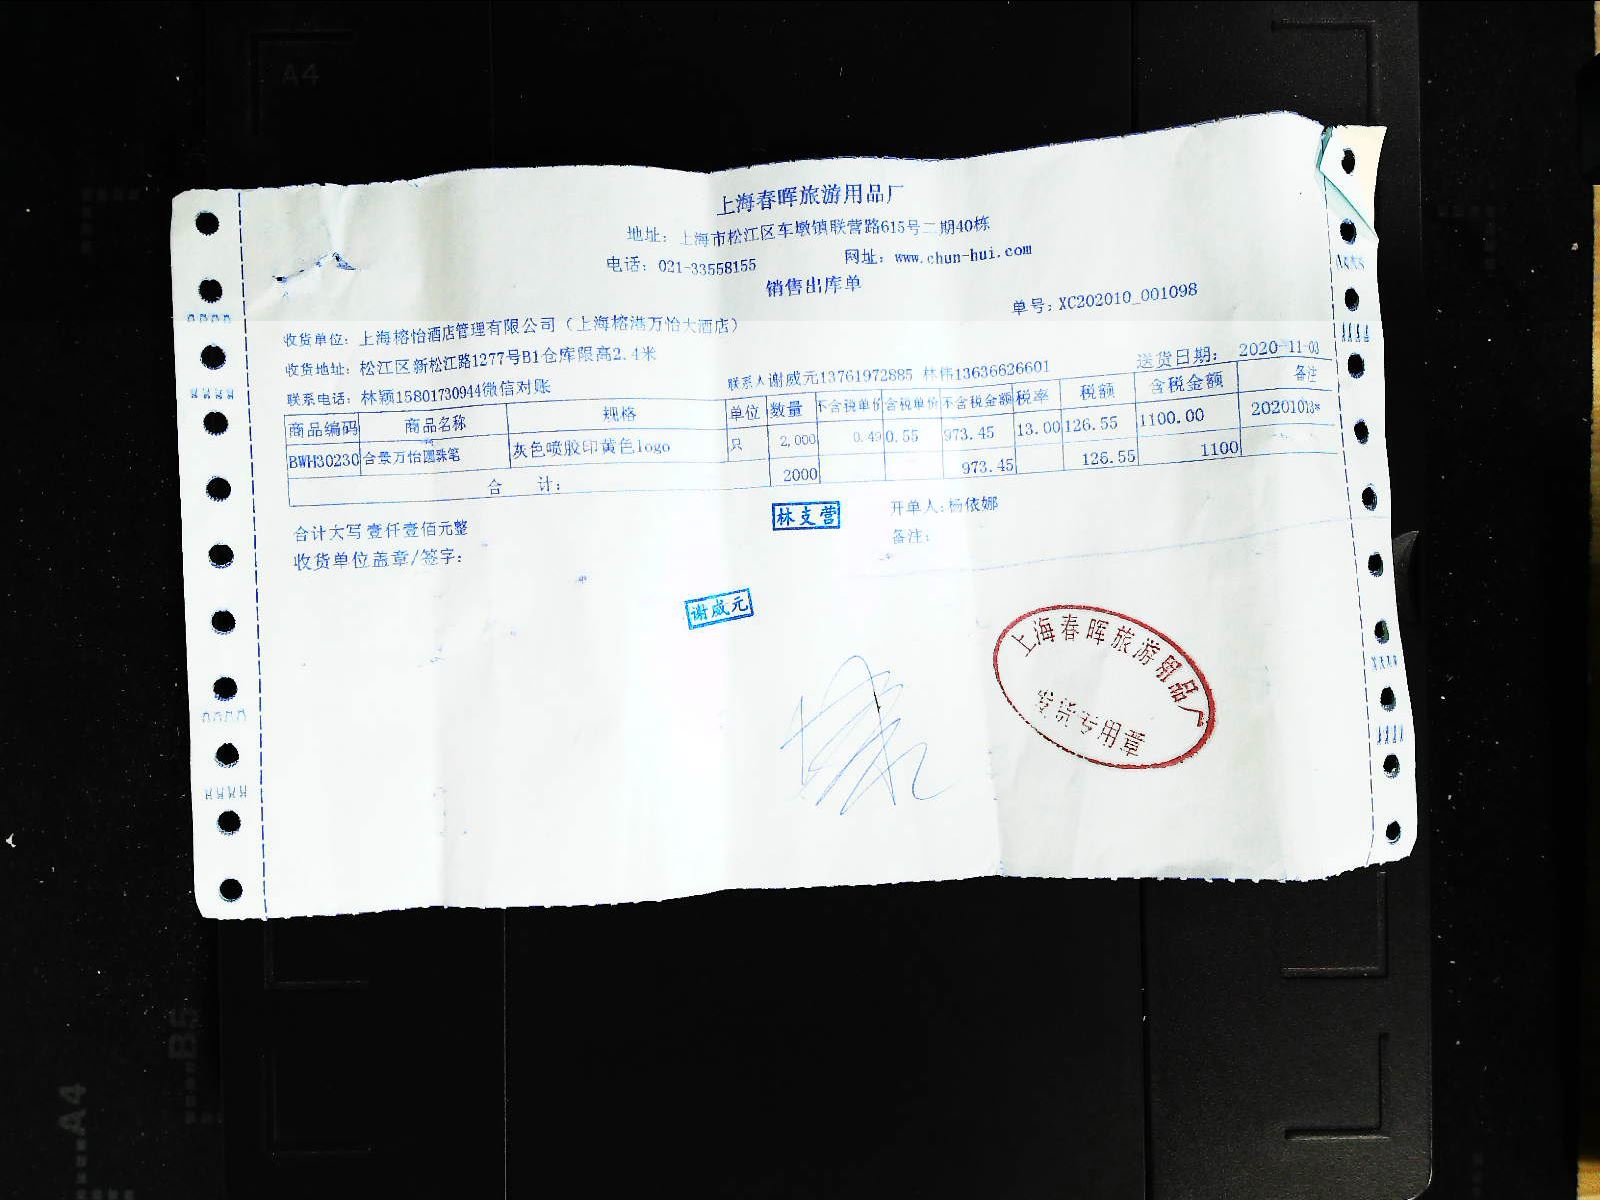 A4
上海春晖旅游用品厂
地址：上海市松江区车墩镇联营路615号二期40栋
电话：021-33558155 网址：www.chun-hui.com
销售出库单
单号：XC202010_001098
收货单位：上海榕怡酒店管理有限公司（上海榕港万怡大酒店）
收货地址：松江区新松江路1277号B1仓库限高2.4米
联系电话：林颖15801730944微信对账 联系人谢威元13761972885 林伟13636626601 送货日期：2020-11-03
商品编码 商品名称 规格 单位 数量 不含税单价 含税单价 不含税金额 税率 税额 含税金额 备注
BWH30230 合景万怡圆珠笔 灰色喷胶印黄色logo 只 2,000 0.49 0.55 973.45 13.00 126.55 1100.00 2020101
合 计： 2000 973.45 126.55 1100
合计大写 壹仟壹佰元整 林支营 开单人：杨依娜
收货单位盖章/签字： 备注：
谢威元
上海春晖旅游用品厂
发货专用章
B5
A4